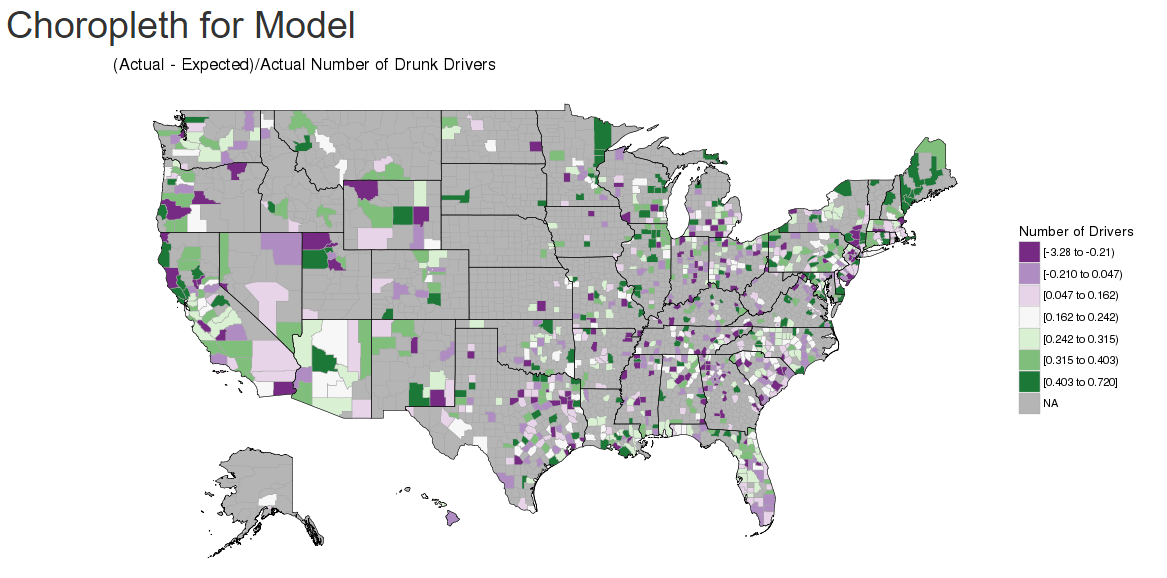 Choropleth for Model
(Actual - Expected)/Actual Number of Drunk Drivers
Number of Drivers
[-3.28 to -0.21)
[-0.210 to 0.047)
[0.047 to 0.162)
[0.162 to 0.242)
[0.242 to 0.315)
[0.315 to 0.403)
[0.403 to 0.720]
NA